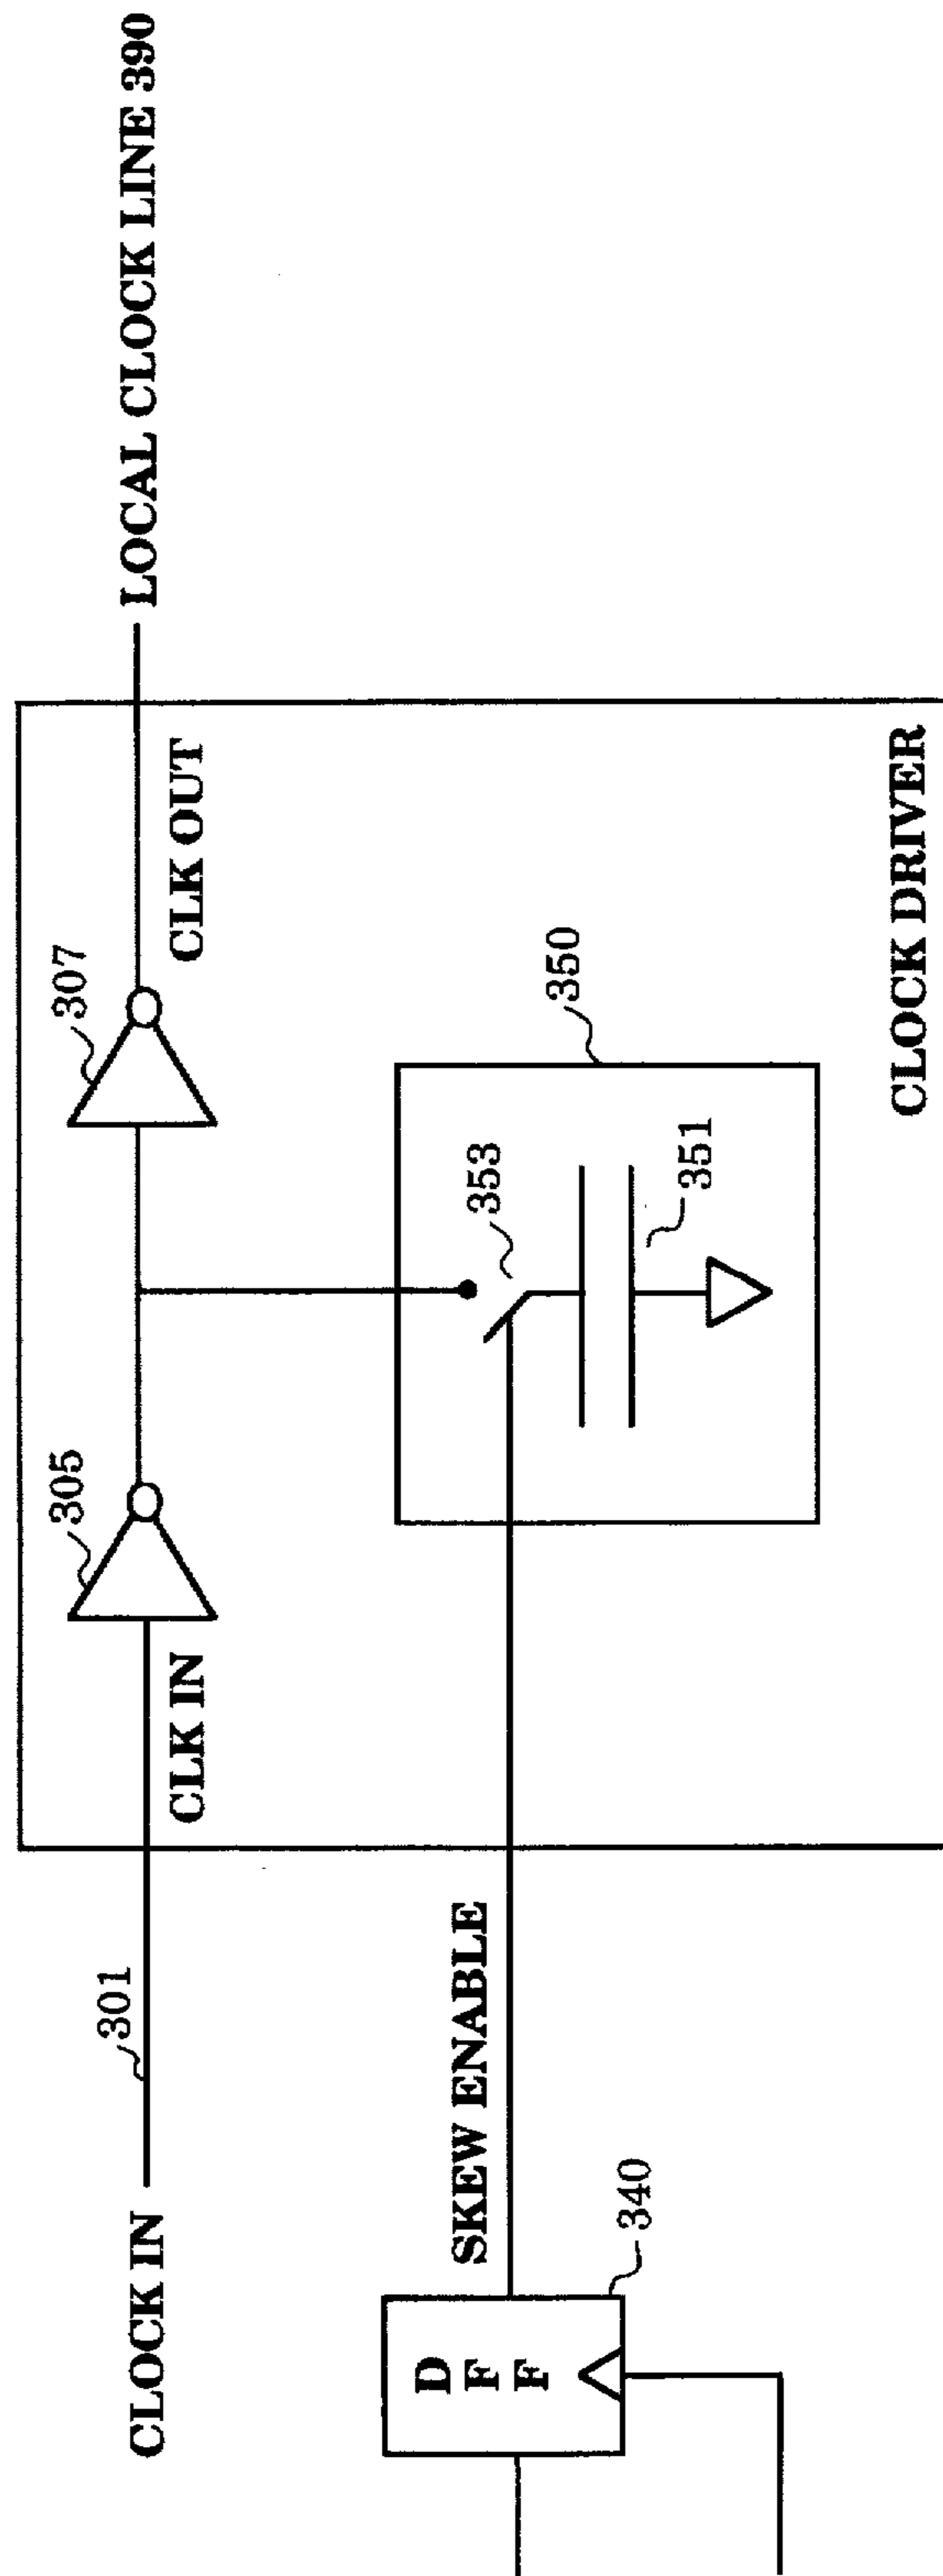 CLOCK IN
301
CLK IN
305
307
CLK OUT
LOCAL CLOCK LINE 390
D
F
F
340
SKEW ENABLE
353
351
350
CLOCK DRIVER